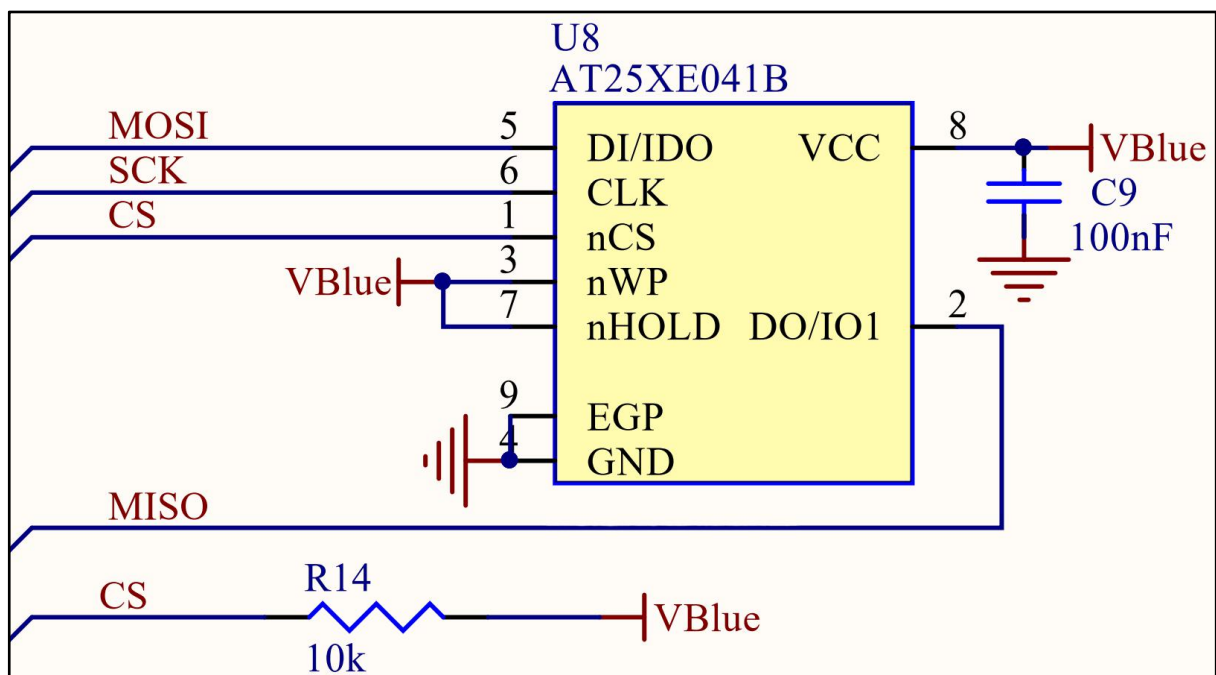 U8
AT25XE041B
MOSI 5 DI/IDO VCC 8 VBlue
SCK 6 CLK C9
CS 1 nCS 100nF
VBlue 3 nWP
7 nHOLD DO/IO1 2
9 EGP
4 GND
MISO
CS R14 VBlue
10k